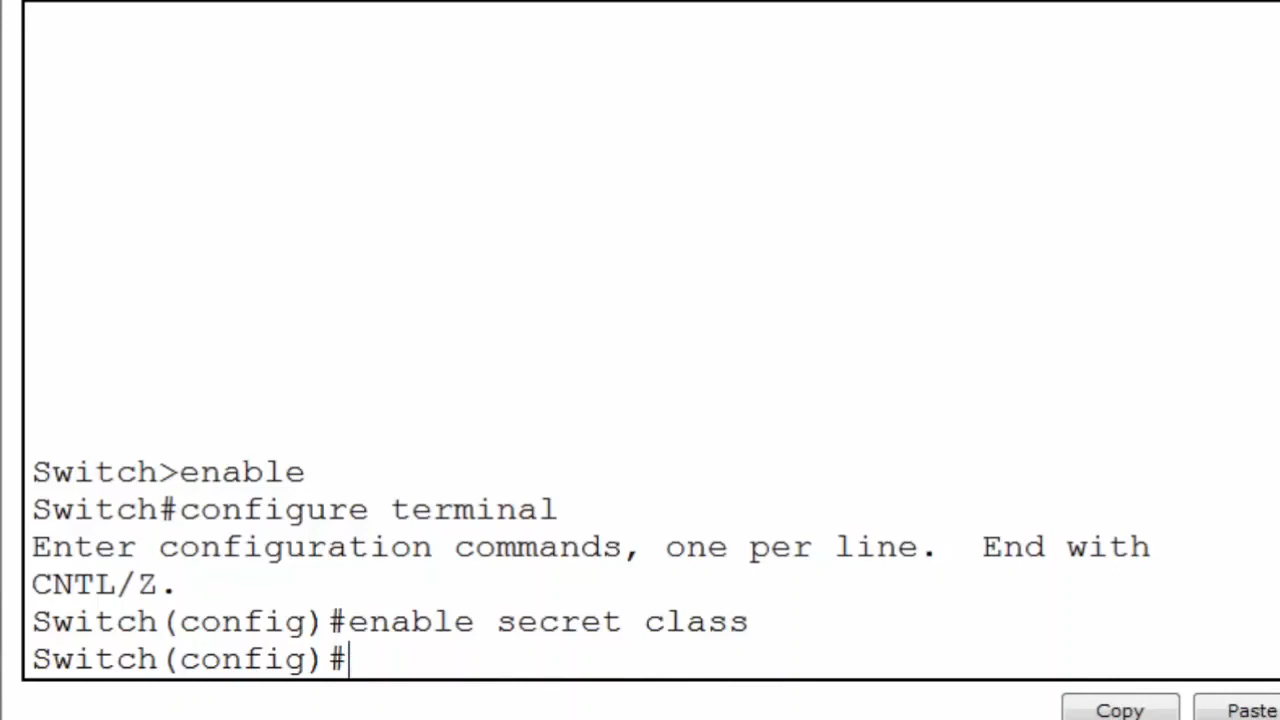 Switch>enable
Switch#configure terminal
Enter configuration commands, one per line.  End with
CNTL/Z.
Switch(config)#enable secret class
Switch(config)#
Copy
Paste